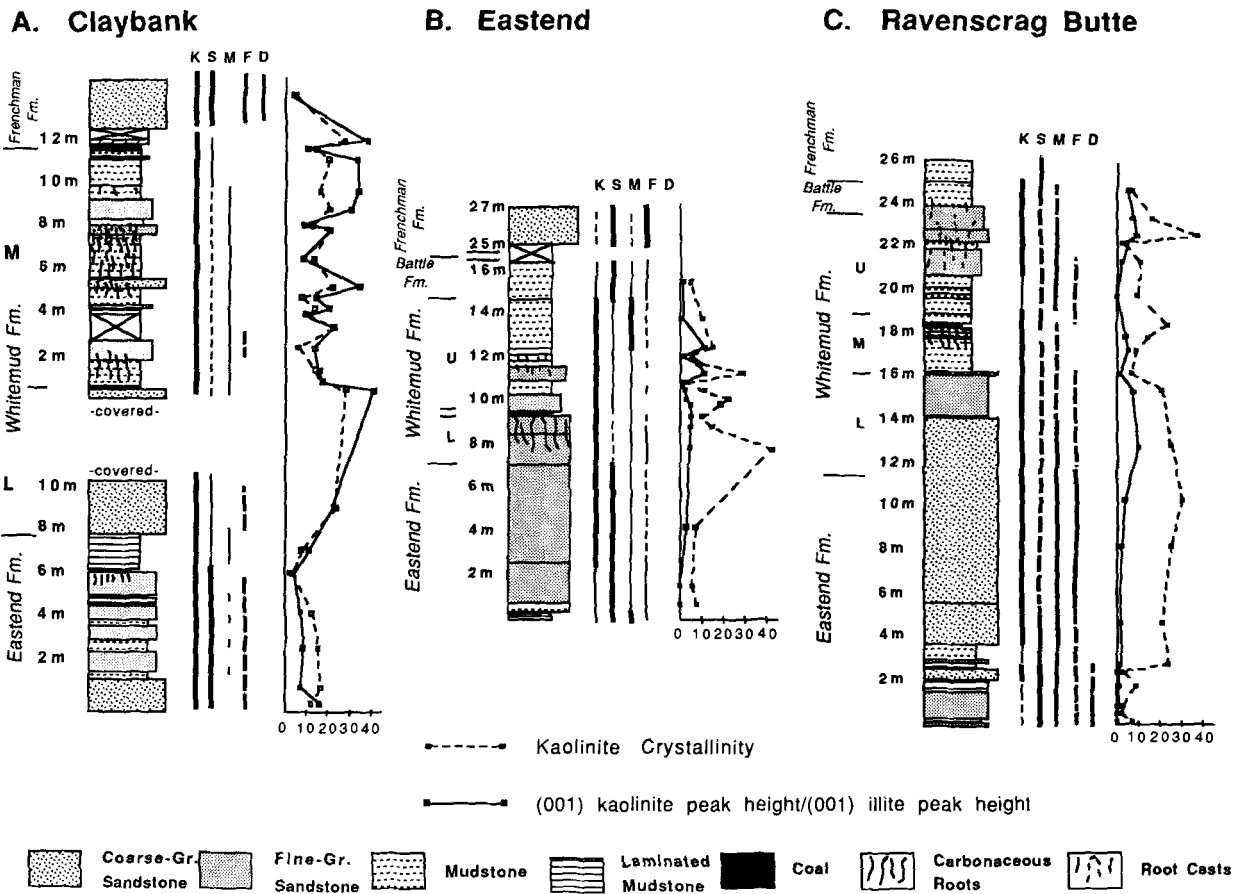 A. Claybank
K S M F D
Frenchman
Fm.
12 m
10 m
8 m
M
6 m
4 m
Whitemud Fm.
2 m
-covered-
-covered-
L
10 m
8 m
6 m
Eastend Fm.
4 m
2 m
0 10 20 30 40
B. Eastend
K S M F D
27 m
Frenchman
Fm.
25 m
Battle
Fm.
16 m
14 m
Whitemud Fm.
12 m
U
10 m
L
8 m
6 m
Eastend Fm.
4 m
2 m
0 10 20 30 40
C. Ravenscrag Butte
K S M F D
Frenchman
Fm.
26 m
Battle
Fm.
24 m
22 m
U
20 m
Whitemud Fm.
18 m
M
16 m
L
14 m
12 m
10 m
Eastend Fm.
8 m
6 m
4 m
2 m
0 10 20 30 40
Kaolinite Crystallinity
(001) kaolinite peak height/(001) illite peak height
Coarse-Gr.
Sandstone
Fine-Gr.
Sandstone
Mudstone
Laminated
Mudstone
Coal
Carbonaceous
Roots
Root Casts